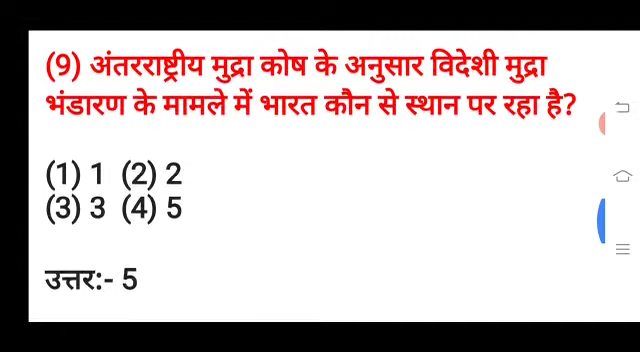 (9) अंतरराष्ट्रीय मुद्रा कोष के अनुसार विदेशी मुद्रा
भंडारण के मामले में भारत कौन से स्थान पर रहा है?
(1) 1 (2) 2
(3) 3 (4) 5
उत्तर:- 5